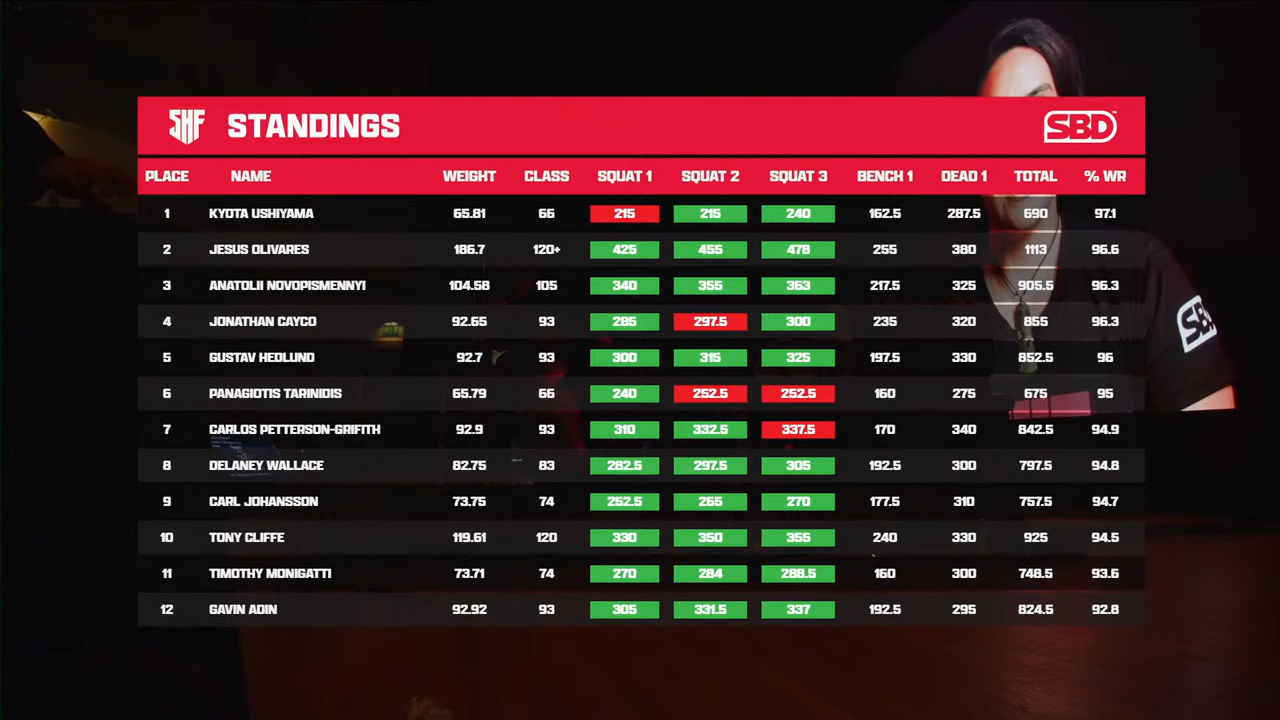 SHF STANDINGS SBD
PLACE NAME WEIGHT CLASS SQUAT 1 SQUAT 2 SQUAT 3 BENCH 1 DEAD 1 TOTAL % WR
1 KYOTA USHIYAMA 65.81 66 215 215 240 162.5 287.5 690 97.1
2 JESUS OLIVARES 186.7 120+ 425 455 478 255 380 1113 96.6
3 ANATOLII NOVOPISMENNYI 104.58 105 340 355 363 217.5 325 905.5 96.3
4 JONATHAN CAYCO 92.65 93 285 297.5 300 235 320 855 96.3
5 GUSTAV HEDLUND 92.7 93 300 315 325 197.5 330 852.5 96
6 PANAGIOTIS TARINIDIS 65.79 66 240 252.5 252.5 160 275 675 95
7 CARLOS PETTERSON-GRIFITH 92.9 93 310 332.5 337.5 170 340 842.5 94.9
8 DELANEY WALLACE 82.75 83 282.5 297.5 305 192.5 300 797.5 94.8
9 CARL JOHANSSON 73.75 74 252.5 265 270 177.5 310 757.5 94.7
10 TONY CLIFFE 119.61 120 330 350 355 240 330 925 94.5
11 TIMOTHY MONIGATTI 73.71 74 270 284 288.5 160 300 748.5 93.6
12 GAVIN ADIN 92.92 93 305 331.5 337 192.5 295 824.5 92.8
SBD